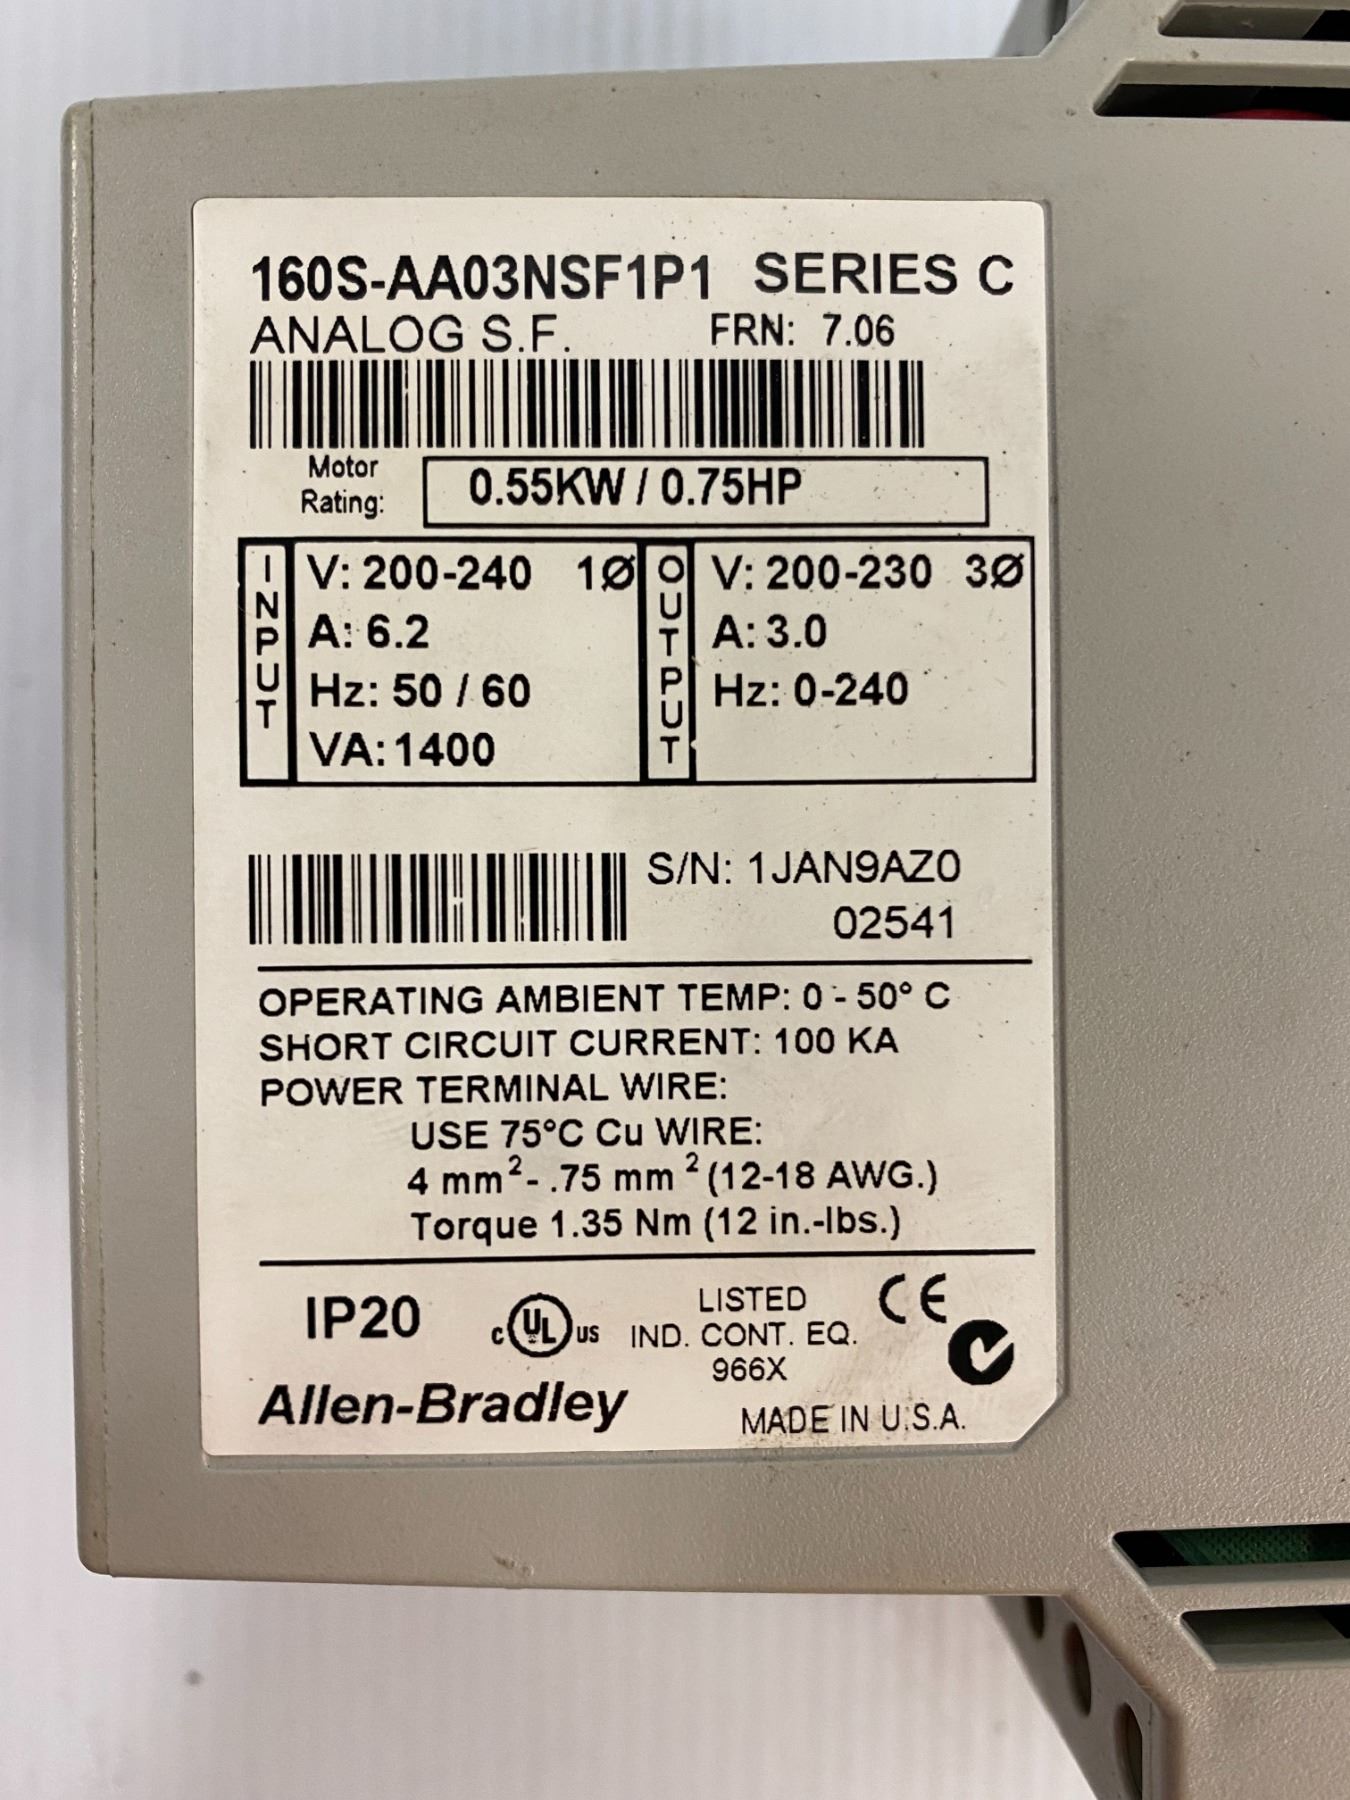 160S-AA03NSF1P1 SERIES C
ANALOG S.F. FRN: 7.06
Motor
Rating: 0.55KW / 0.75HP
INPUT
V: 200-240 1Ø
A: 6.2
Hz: 50 / 60
VA: 1400
OUTPUT
V: 200-230 3Ø
A: 3.0
Hz: 0-240
S/N: 1JAN9AZ0
02541
OPERATING AMBIENT TEMP: 0 - 50° C
SHORT CIRCUIT CURRENT: 100 KA
POWER TERMINAL WIRE:
USE 75°C Cu WIRE:
4 mm² - .75 mm² (12-18 AWG.)
Torque 1.35 Nm (12 in.-lbs.)
IP20
c UL us
LISTED
IND. CONT. EQ.
966X
CE
Allen-Bradley
MADE IN U.S.A.